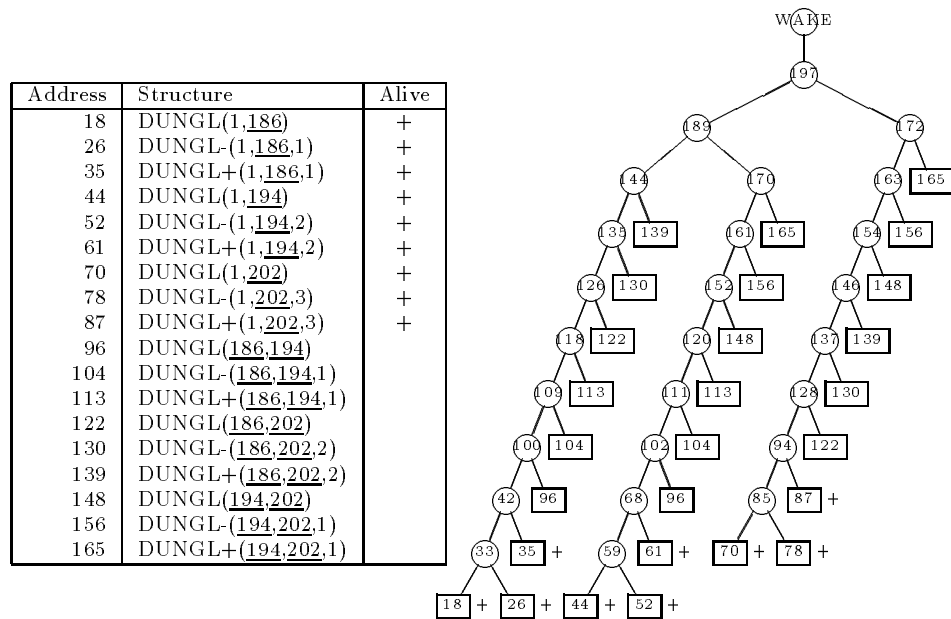 Address Structure Alive
18 DUNGL(1,186) +
26 DUNGL-(1,186,1) +
35 DUNGL+(1,186,1) +
44 DUNGL(1,194) +
52 DUNGL-(1,194,2) +
61 DUNGL+(1,194,2) +
70 DUNGL(1,202) +
78 DUNGL-(1,202,3) +
87 DUNGL+(1,202,3) +
96 DUNGL(186,194)
104 DUNGL-(186,194,1)
113 DUNGL+(186,194,1)
122 DUNGL(186,202)
130 DUNGL-(186,202,2)
139 DUNGL+(186,202,2)
148 DUNGL(194,202)
156 DUNGL-(194,202,1)
165 DUNGL+(194,202,1)
WAKE
197
189 172
144 170 163 165
135 139 161 165 154 156
126 130 152 156 146 148
118 122 120 148 137 139
109 113 111 113 128 130
100 104 102 104 94 122
42 96 68 96 85 87 +
33 35 + 59 61 + 70 + 78 +
18 + 26 + 44 + 52 +